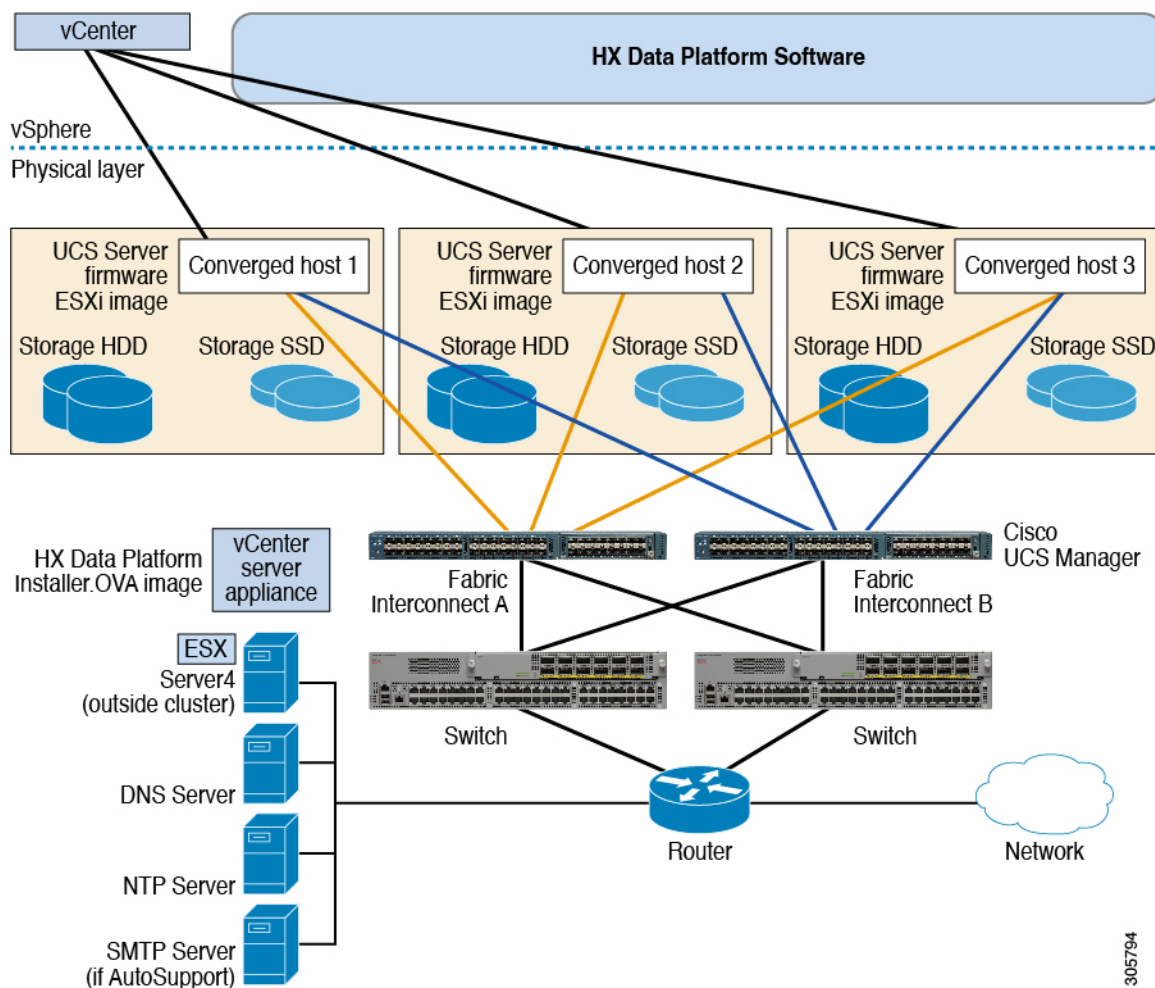 vCenter
HX Data Platform Software
vSphere
Physical layer
UCS Server
firmware
ESXi image
Converged host 1
Storage HDD
Storage SSD
UCS Server
firmware
ESXi image
Converged host 2
Storage HDD
Storage SSD
UCS Server
firmware
ESXi image
Converged host 3
Storage HDD
Storage SSD
HX Data Platform
Installer.OVA image
vCenter
server
appliance
Fabric
Interconnect A
Fabric
Interconnect B
Cisco
UCS Manager
ESX
Server4
(outside cluster)
Switch
Switch
DNS Server
Router
Network
NTP Server
SMTP Server
(if AutoSupport)
305794